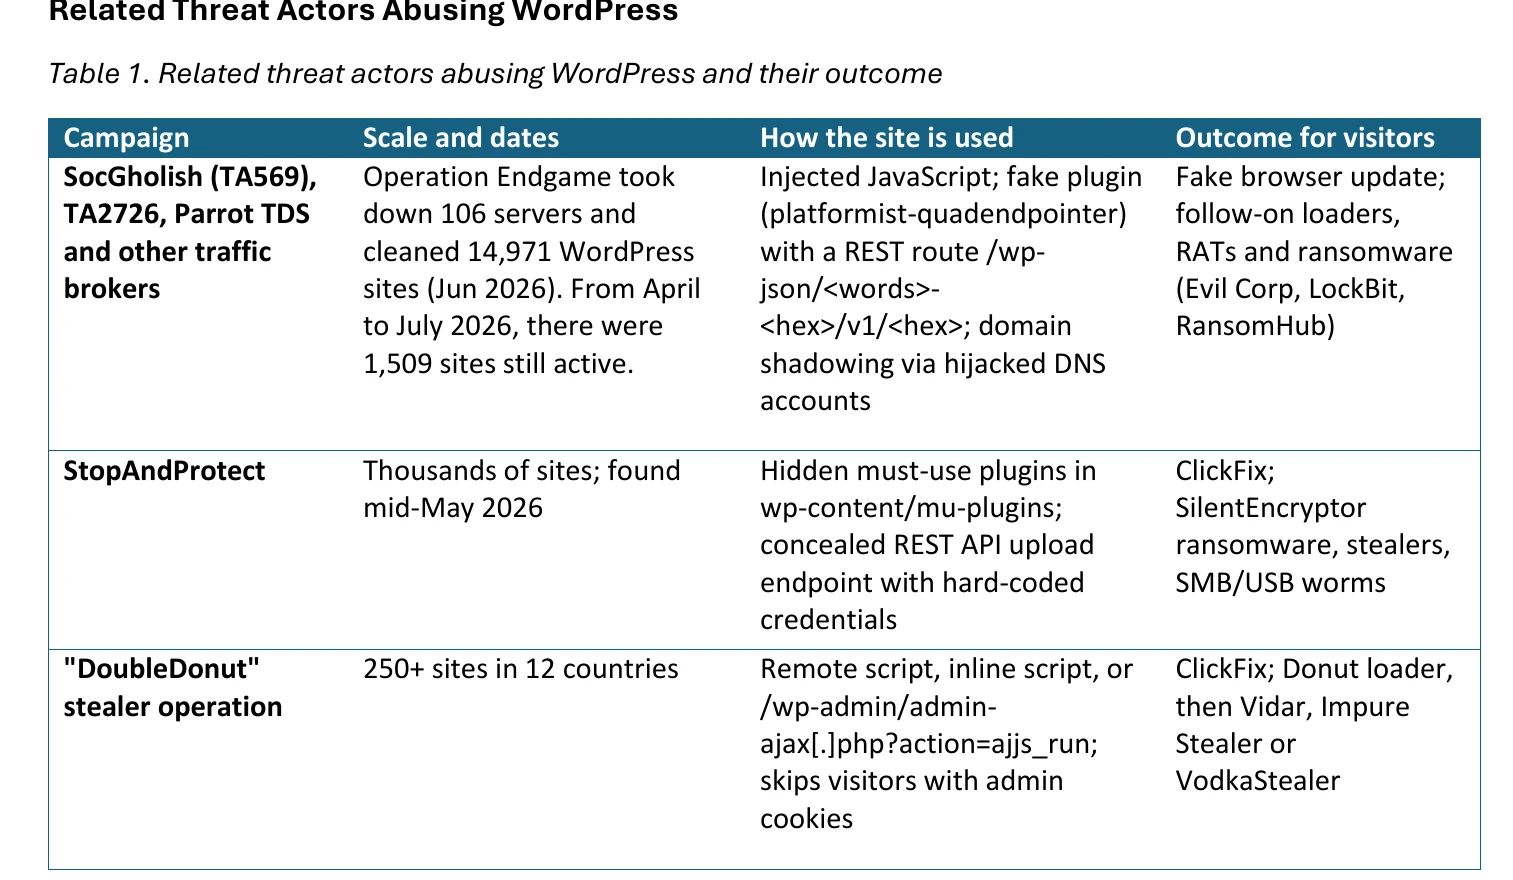 Related Threat Actors Abusing WordPress
Table 1. Related threat actors abusing WordPress and their outcome
Campaign
Scale and dates
How the site is used
Outcome for visitors
SocGholish (TA569),
TA2726, Parrot TDS
and other traffic
brokers
Operation Endgame took
down 106 servers and
cleaned 14,971 WordPress
sites (Jun 2026). From April
to July 2026, there were
1,509 sites still active.
Injected JavaScript; fake plugin
(platformist-quadendpointer)
with a REST route /wp-
json/<words>-
<hex>/v1/<hex>; domain
shadowing via hijacked DNS
accounts
Fake browser update;
follow-on loaders,
RATs and ransomware
(Evil Corp, LockBit,
RansomHub)
StopAndProtect
Thousands of sites; found
mid-May 2026
Hidden must-use plugins in
wp-content/mu-plugins;
concealed REST API upload
endpoint with hard-coded
credentials
ClickFix;
SilentEncryptor
ransomware, stealers,
SMB/USB worms
"DoubleDonut"
stealer operation
250+ sites in 12 countries
Remote script, inline script, or
/wp-admin/admin-
ajax[.]php?action=ajjs_run;
skips visitors with admin
cookies
ClickFix; Donut loader,
then Vidar, Impure
Stealer or
VodkaStealer